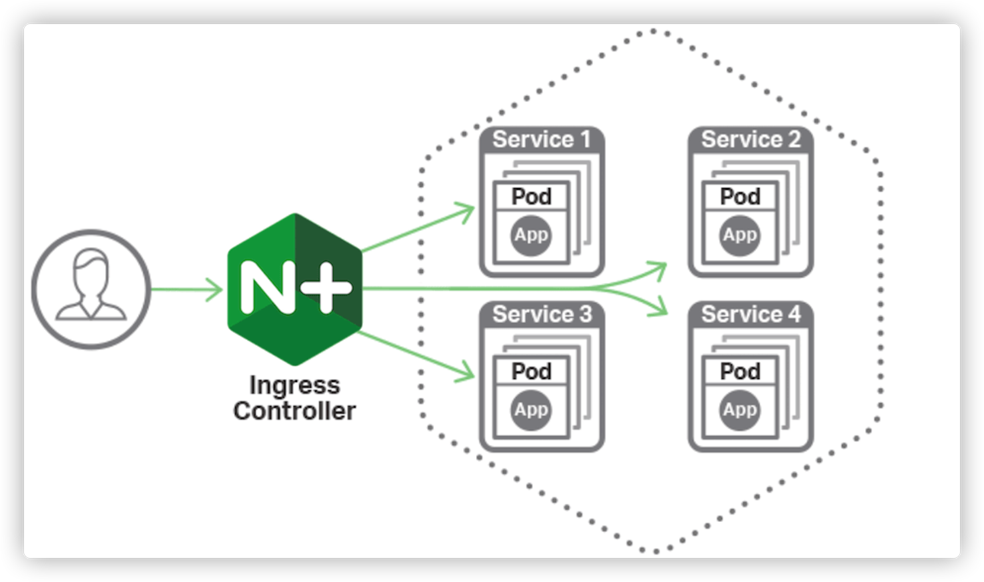 N+
Ingress
Controller
Service 1
Pod
App
Service 2
Pod
App
Service 3
Pod
App
Service 4
Pod
App